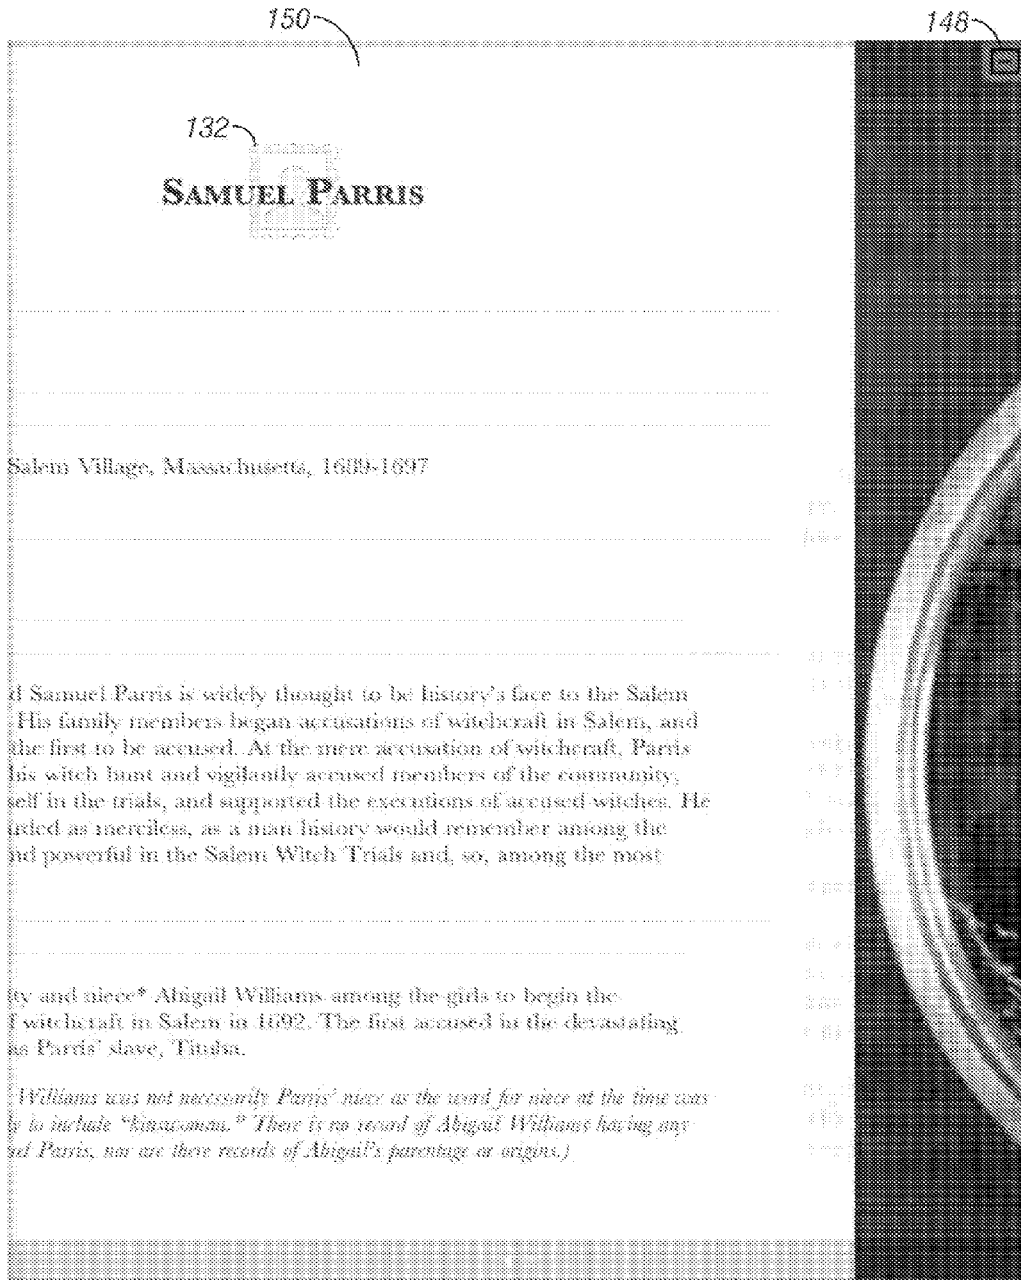 150
148
132
SAMUEL PARRIS
Salem Village, Massachusetts, 1689-1697
d Samuel Parris is widely thought to be history's face to the Salem
His family members began accusations of witchcraft in Salem, and
the first to be accused. At the mere accusation of witchcraft, Parris
his witch hunt and vigilantly accused members of the community,
self in the trials, and supported the executions of accused witches. He
arded as merciless, as a man history would remember among the
nd powerful in the Salem Witch Trials and, so, among the most
ty and niece* Abigail Williams among the girls to begin the
f witchcraft in Salem in 1692. The first accused in the devastating
as Parris' slave, Tituba.
Williams was not necessarily Parris' niece as the word for niece at the time was
ly to include "kinswoman." There is no record of Abigail Williams having any
uel Parris, nor are there records of Abigail's parentage or origins.)